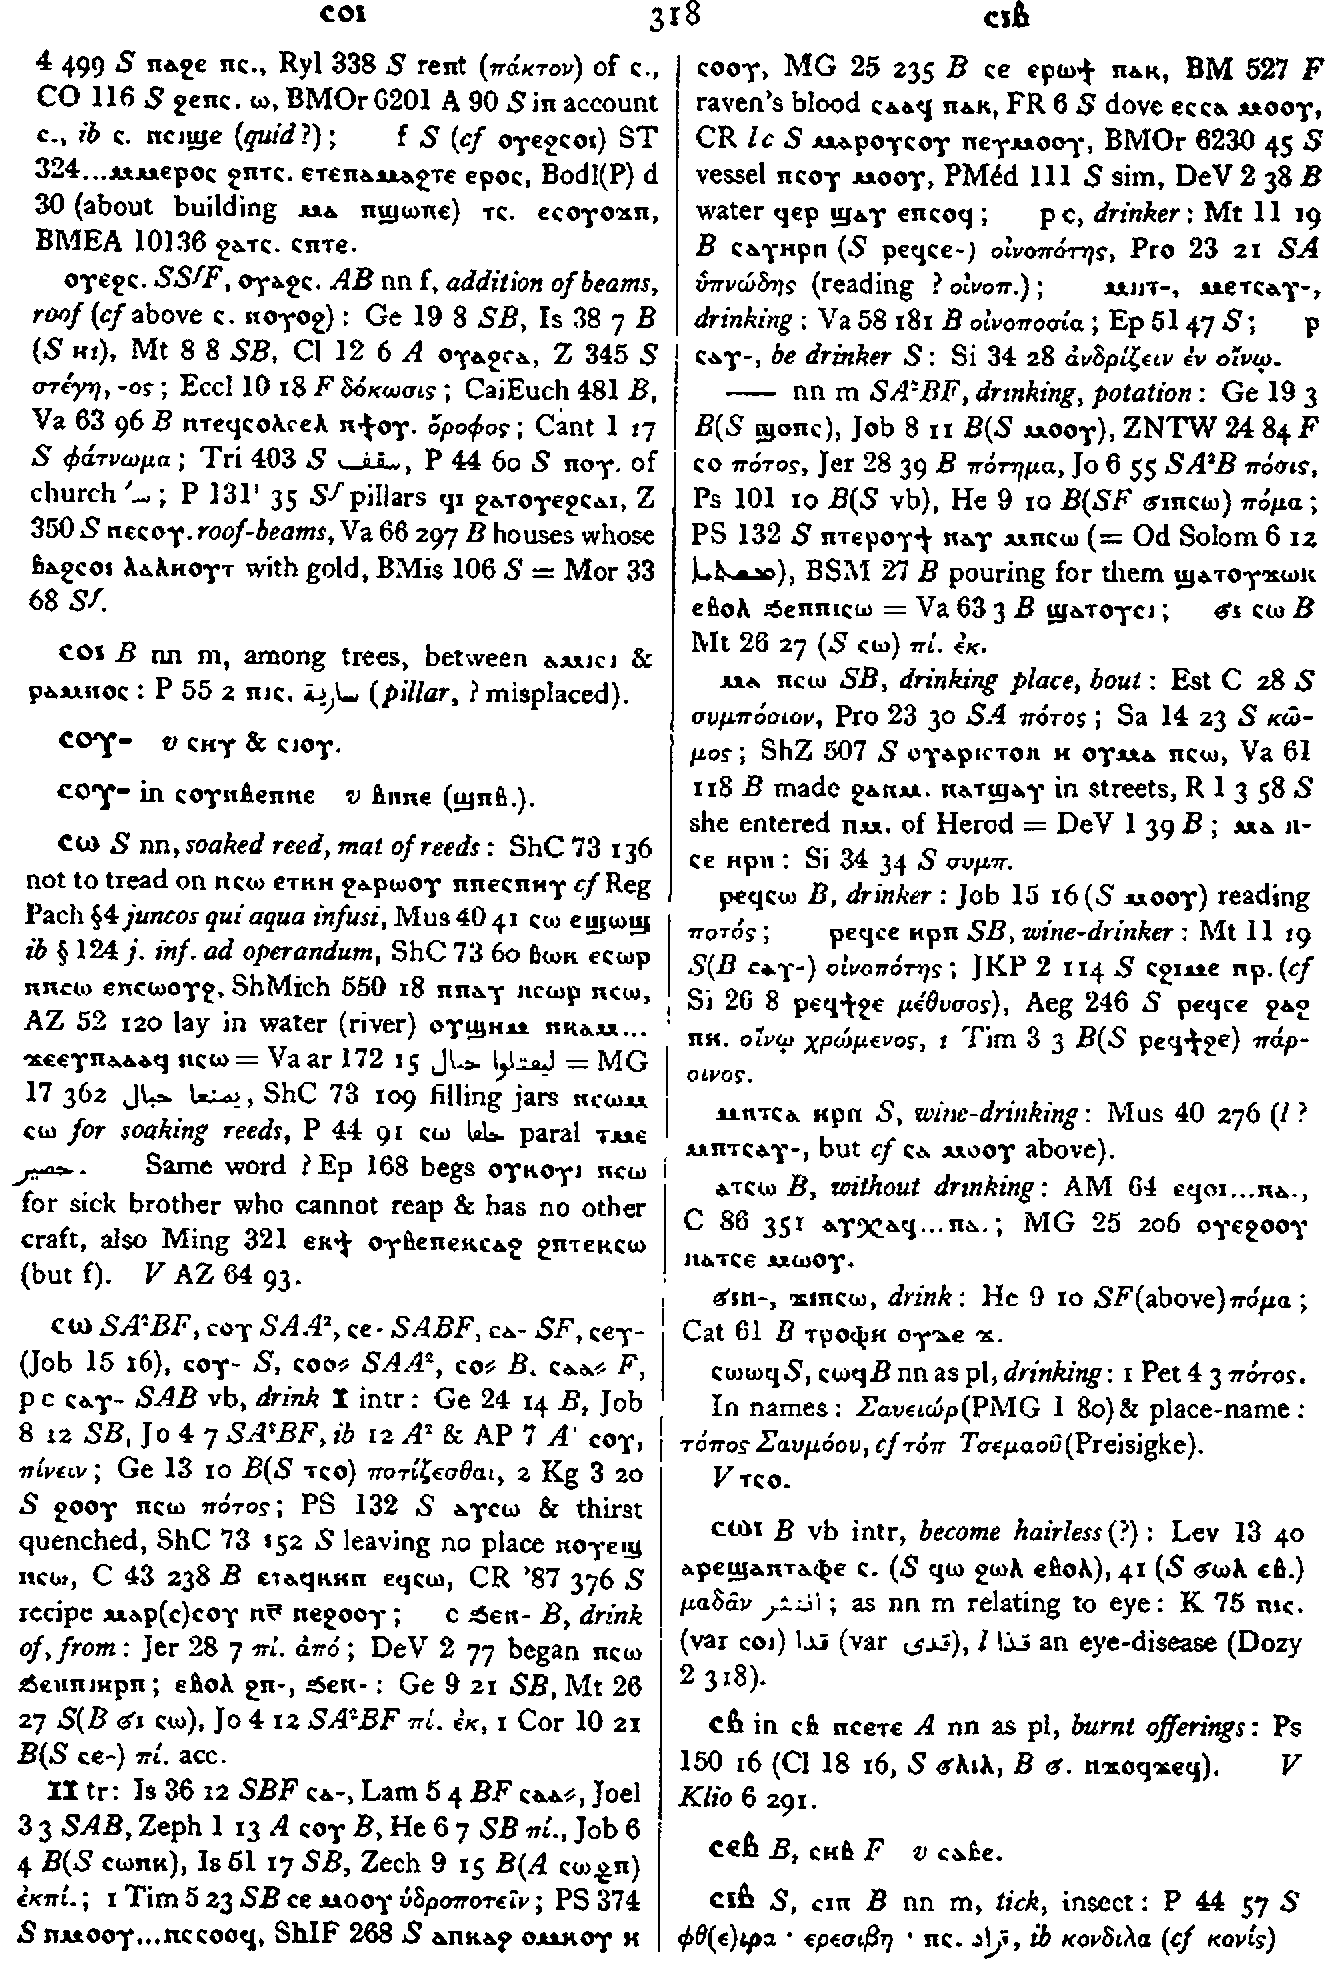 ⲥⲟⲓ 318 ⲥⲓⲃ
4 499 S ⲡⲁϩⲉ ⲡⲥ., Ryl 338 S rent (πάκτον) of ⲥ.,
CO 116 S ϩⲉⲛⲥ. ⲱ, BMOr 6201 A 90 S in account
ⲥ., ib ⲥ. ⲛⲥⲓϣⲉ (quid?); f S (cf ⲟⲩⲉϩⲥⲟⲓ) ST
324...ⲙⲙⲉⲣⲟⲥ ϩⲛⲧⲥ. ⲉⲧⲉⲛⲁⲙⲁϩⲧⲉ ⲉⲣⲟⲥ, Bodl(P) d
30 (about building ⲙⲁ ⲛϣⲱⲡⲉ) ⲧⲥ. ⲉⲥⲟⲩⲟϫⲡ,
BMEA 10136 ϩⲁⲧⲥ. ⲥⲛⲧⲉ.
ⲟⲩⲉϩⲥ. SSᶠF, ⲟⲩⲁϩⲥ. AB nn f, addition of beams,
roof (cf above ⲥ. ⲛⲟⲩⲟϩ): Ge 19 8 SB, Is 38 7 B
(S ⲏⲓ), Mt 8 8 SB, Cl 12 6 A ⲟⲩⲁϩⲥⲁ, Z 345 S
στέγη, -ος; Eccl 10 18 F δόκωσις; CaiEuch 481 B,
Va 63 96 B ⲛⲧⲉϥⲥⲟⲗⲥⲉⲗ ⲛϯⲟⲩ. ὄροφος; Cant 1 17
S φάτνωμα; Tri 403 S سقف, P 44 60 S ⲛⲟⲩ. of
church ; P 131¹ 35 Sᶠ pillars ϥⲓ ϩⲁⲧⲟⲩⲉϩⲥⲁⲓ, Z
350 S ⲛⲉⲥⲟⲩ. roof-beams, Va 66 297 B houses whose
ⲃⲁϩⲥⲟⲓ ⲗⲁⲗⲏⲟⲩⲧ with gold, BMis 106 S = Mor 33
68 Sᶠ.
ⲥⲟⲓ B nn m, among trees, between ⲁⲙⲓⲥⲓ &
ⲣⲁⲙⲛⲟⲥ: P 55 2 ⲡⲓⲥ. سارية (pillar, ? misplaced).
ⲥⲟⲩ- v ⲥⲏⲩ & ⲥⲓⲟⲩ.
ⲥⲟⲩ- in ⲥⲟⲩⲛⲃⲉⲛⲛⲉ v ⲃⲛⲛⲉ (ϣⲛⲃ.).
ⲥⲱ S nn, soaked reed, mat of reeds: ShC 73 136
not to tread on ⲛⲥⲱ ⲉⲧⲕⲏ ϩⲁⲣⲱⲟⲩ ⲛⲛⲉⲥⲛⲏⲩ cf Reg
Pach §4 juncos qui aqua infusi, Mus 40 41 ⲥⲱ ⲉϣⲱϣ
ib § 124 j. inf. ad operandum, ShC 73 60 ⲃⲱⲕ ⲉⲥⲱⲣ
ⲛⲛⲥⲱ ⲉⲡⲥⲱⲟⲩϩ, ShMich 550 18 ⲡⲛⲁⲩ ⲛⲥⲱⲣ ⲛⲥⲱ,
AZ 52 120 lay in water (river) ⲟⲩϣⲏⲙ ⲛⲕⲁⲙ...
ϫⲉⲉⲩⲛⲁⲁⲁϥ ⲛⲥⲱ = Va ar 172 15 ليفتلوا حبال = MG
17 362 يصنعها حبال, ShC 73 109 filling jars ⲛⲥⲱⲙ
ⲥⲱ for soaking reeds, P 44 91 ⲥⲱ حلفا paral ⲧⲙⲉ
حصير. Same word ? Ep 168 begs ⲟⲩⲕⲟⲩⲓ ⲛⲥⲱ
for sick brother who cannot reap & has no other
craft, also Ming 321 ⲉⲕϯ ⲟⲩⲃⲉⲡⲉⲕⲥⲁϩ ϩⲛⲧⲉⲕⲥⲱ
(but f). V AZ 64 93.
ⲥⲱ SA²BF, ⲥⲟⲩ SAA², ⲥⲉ- SABF, ⲥⲁ- SF, ⲥⲉⲩ-
(Job 15 16), ⲥⲟⲩ- S, ⲥⲟⲟ⸗ SAA², ⲥⲟ⸗ B, ⲥⲁⲁ⸗ F,
p c ⲥⲁⲩ- SAB vb, drink I intr: Ge 24 14 B, Job
8 12 SB, Jo 4 7 SA²BF, ib 12 A² & AP 7 A ⲥⲟⲩ,
πίνειν; Ge 13 10 B(S ⲧⲥⲟ) ποτίζεσθαι, 2 Kg 3 20
S ϩⲟⲟⲩ ⲛⲥⲱ πότος; PS 132 S ⲁⲩⲥⲱ & thirst
quenched, ShC 73 152 S leaving no place ⲛⲟⲩⲉϣ
ⲛⲥⲱ, C 43 238 B ⲉⲧⲁϥⲕⲏⲛ ⲉϥⲥⲱ, CR '87 376 S
recipe ⲙⲁⲣ(ⲥ)ⲥⲟⲩ ⲛ ⲛⲉϩⲟⲟⲩ; ⲥ ϧⲉⲛ- B, drink
of, from: Jer 28 7 πί. ἀπό; DeV 2 77 began ⲛⲥⲱ
ϧⲉⲛⲡⲓⲏⲣⲡ; ⲉⲃⲟⲗ ϩⲛ-, ϧⲉⲛ-: Ge 9 21 SB, Mt 26
27 S(B ϭⲓ ⲥⲱ), Jo 4 12 SA²BF πί. ἐκ, 1 Cor 10 21
B(S ⲥⲉ-) πί. acc.
II tr: Is 36 12 SBF ⲥⲁ-, Lam 5 4 BF ⲥⲁⲁ⸗, Joel
3 3 SAB, Zeph 1 13 A ⲥⲟⲩ B, He 6 7 SB πί., Job 6
4 B(S ⲥⲱⲛⲕ), Is 51 17 SB, Zech 9 15 B(A ⲥⲱϩⲡ)
ἐκπί.; 1 Tim 5 23 SB ⲥⲉ ⲙⲟⲟⲩ ὑδροποτεῖν; PS 374
S ⲡⲙⲟⲟⲩ...ⲛⲥⲥⲟⲟϥ, ShIF 268 S ⲁⲡⲕⲁϩ ⲟⲙⲕⲟⲩ ⲏ
ⲥⲟⲟⲩ, MG 25 235 B ⲥⲉ ⲉⲣⲱϯ ⲛⲁⲕ, BM 527 F
raven's blood ⲥⲁⲁϥ ⲛⲁⲕ, FR 6 S dove ⲉⲥⲥⲁ ⲙⲟⲟⲩ,
CR lc S ⲙⲁⲣⲟⲩⲥⲟⲩ ⲡⲉⲩⲙⲟⲟⲩ, BMOr 6230 45 S
vessel ⲛⲥⲟⲩ ⲙⲟⲟⲩ, PMéd 111 S sim, DeV 2 38 B
water ϥⲉⲣ ϣⲁⲩ ⲉⲛⲥⲟϥ; p c, drinker: Mt 11 19
B ⲥⲁⲩⲏⲣⲡ (S ⲣⲉϥⲥⲉ-) οἰνοπότης, Pro 23 21 SA
ὑπνώδης (reading ? οἰνοπ.); ⲙⲛⲧ-, ⲙⲉⲧⲥⲁⲩ-,
drinking: Va 58 181 B οἰνοποσία; Ep 51 47 S; p
ⲥⲁⲩ-, be drinker S: Si 34 28 ἀνδρίζειν ἐν οἴνῳ.
—— nn m SA²BF, drinking, potation: Ge 19 3
B(S ϣⲟⲡⲥ), Job 8 11 B(S ⲙⲟⲟⲩ), ZNTW 24 84 F
ⲥⲟ πότος, Jer 28 39 B πότημα, Jo 6 55 SA²B πόσις,
Ps 101 10 B(S vb), He 9 10 B(SF ϭⲓⲛⲥⲱ) πόμα;
PS 132 S ⲛⲧⲉⲣⲟⲩϯ ⲛⲁⲩ ⲙⲡⲥⲱ (= Od Solom 6 12
), BSM 27 B pouring for them ϣⲁⲧⲟⲩϫⲱⲕ
ⲉⲃⲟⲗ ϧⲉⲛⲡⲓⲥⲱ = Va 63 3 B ϣⲁⲧⲟⲩⲥⲓ; ϭⲓ ⲥⲱ B
Mt 26 27 (S ⲥⲱ) πί. ἐκ.
ⲙⲁ ⲛⲥⲱ SB, drinking place, bout: Est C 28 S
συμπόσιον, Pro 23 30 SA πότος; Sa 14 23 S κῶ-
μος; ShZ 507 S ⲟⲩⲁⲣⲓⲥⲧⲟⲛ ⲏ ⲟⲩⲙⲁ ⲛⲥⲱ, Va 61
118 B made ϩⲁⲛⲙ. ⲛⲁⲧϣⲁⲩ in streets, R 1 3 58 S
she entered ⲡⲙ. of Herod = DeV 1 39 B; ⲙⲁ ⲛ-
ⲥⲉ ⲏⲣⲡ: Si 34 34 S συμπ.
ⲣⲉϥⲥⲱ B, drinker: Job 15 16 (S ⲙⲟⲟⲩ) reading
ποτός; ⲣⲉϥⲥⲉ ⲏⲣⲡ SB, wine-drinker: Mt 11 19
S(B ⲥⲁⲩ-) οἰνοπότης; JKP 2 114 S ⲥϩⲓⲙⲉ ⲛⲣ. (cf
Si 26 8 ⲣⲉϥϯϩⲉ μέθυσος), Aeg 246 S ⲣⲉϥⲥⲉ ϩⲁϩ
ⲛⲏ. οἴνῳ χρώμενος, 1 Tim 3 3 B(S ⲣⲉϥϯϩⲉ) πάρ-
οινος.
ⲙⲛⲧⲥⲁ ⲏⲣⲡ S, wine-drinking: Mus 40 276 (l ?
ⲙⲛⲧⲥⲁⲩ-, but cf ⲥⲁ ⲙⲟⲟⲩ above).
ⲁⲧⲥⲱ B, without drinking: AM 64 ⲉϥⲟⲓ...ⲛⲁ.,
C 86 351 ⲁⲩⲭⲁϥ...ⲛⲁ.; MG 25 206 ⲟⲩⲉϩⲟⲟⲩ
ⲛⲁⲧⲥⲉ ⲙⲱⲟⲩ.
ϭⲓⲛ-, ϫⲓⲛⲥⲱ, drink: He 9 10 SF(above) πόμα;
Cat 61 B ⲧⲣⲟⲫⲏ ⲟⲩϫⲉ ϫ.
ⲥⲱⲱϥ S, ⲥⲱϥ B nn as pl, drinking: 1 Pet 4 3 πότος.
In names: Σανειώρ (PMG 1 80) & place-name:
τόπος Σαυμόου, cf τόπ Τσεμαοῦ (Preisigke).
V ⲧⲥⲟ.
ⲥⲱⲓ B vb intr, become hairless (?): Lev 13 40
ⲁⲣⲉϣⲁⲛⲧⲁⲫⲉ ⲥ. (S ϥⲱ ϩⲱⲗ ⲉⲃⲟⲗ), 41 (S ϭⲱⲗ ⲉⲃ.)
μαδᾶν ; as nn m relating to eye: K 75 ⲡⲓⲥ.
(var ⲥⲟⲓ) قدا (var قذى), l قذا an eye-disease (Dozy
2 318).
ⲥⲃ in ⲥⲃ ⲛⲥⲉⲧⲉ A nn as pl, burnt offerings: Ps
150 16 (Cl 18 16, S ϭⲗⲓⲗ, B ϭ. ⲛϫⲟϥϫⲉϥ). V
Klio 6 291.
ⲥⲉⲃ B, ⲥⲏⲃ F v ⲥⲁⲃⲉ.
ⲥⲓⲃ S, ⲥⲓⲡ B nn m, tick, insect: P 44 57 S
φθ(ε)ιρα · ερεσιβη · ⲡⲥ. قراد, ib κονδιλα (cf κονίς)